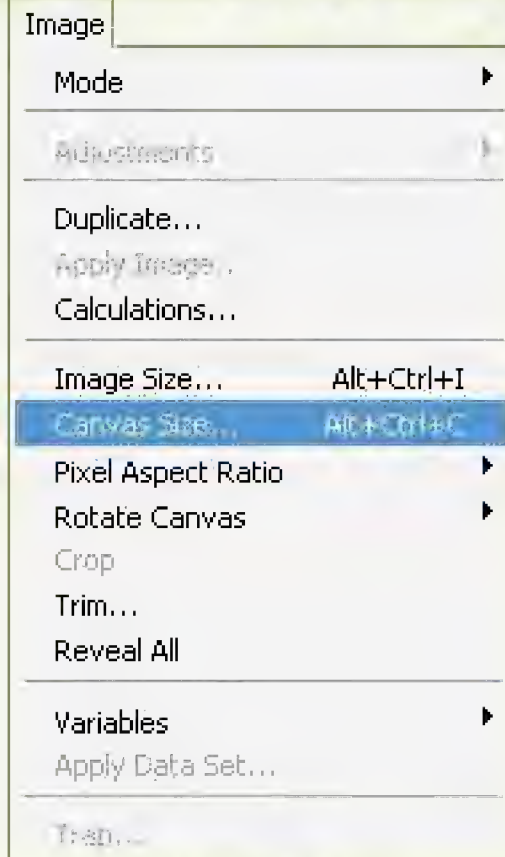 Image
Mode
Adjustments
Duplicate...
Apply Image...
Calculations...
Image Size... Alt+Ctrl+I
Canvas Size... Alt+Ctrl+C
Pixel Aspect Ratio
Rotate Canvas
Crop
Trim...
Reveal All
Variables
Apply Data Set...
Trap...